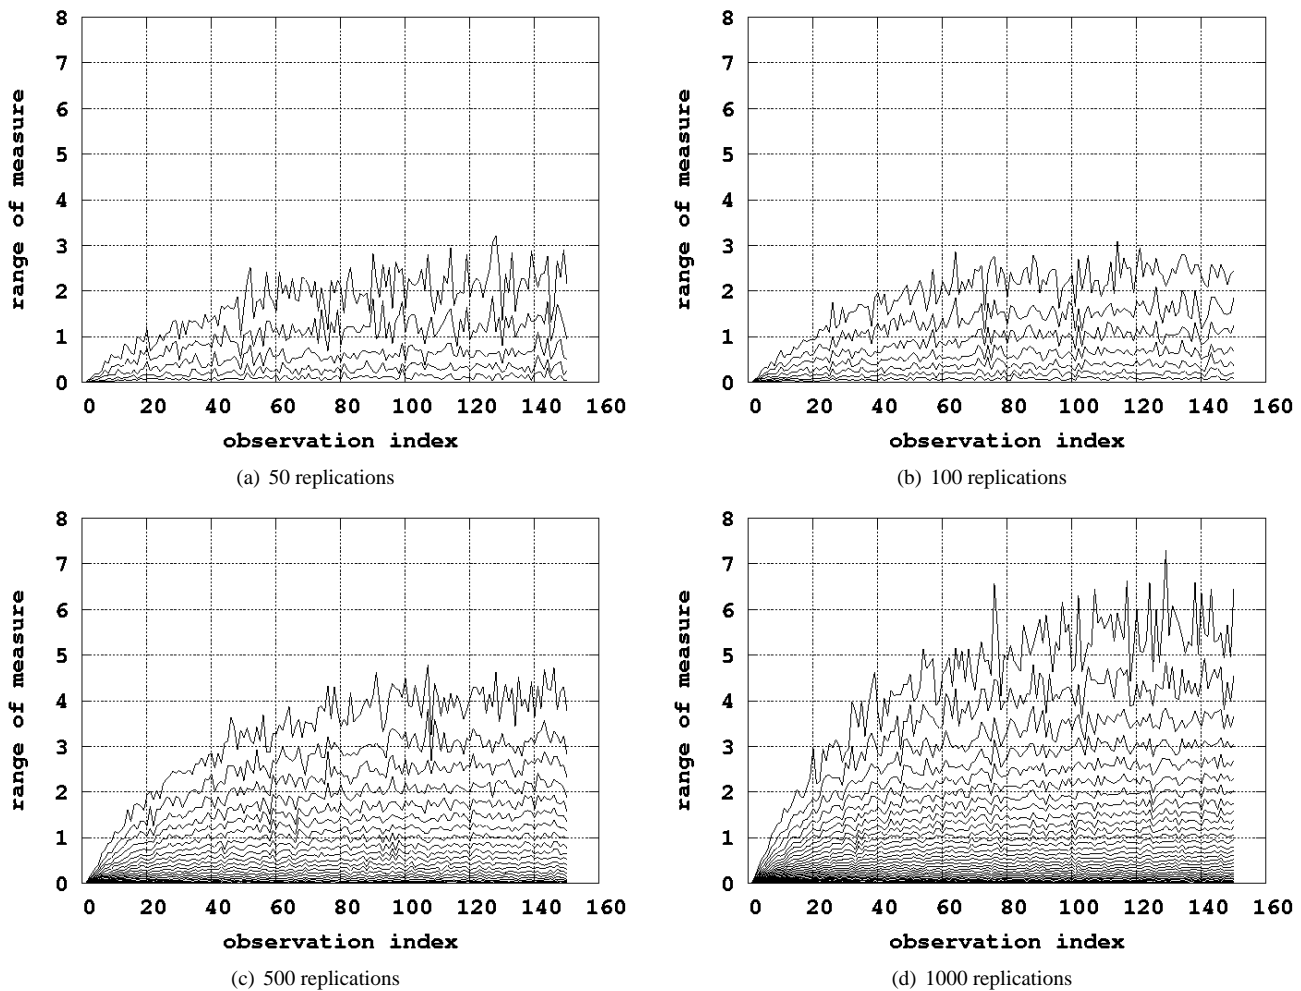 8
7
6
5
4
3
2
1
0
range of measure
0 20 40 60 80 100 120 140 160
observation index
(a) 50 replications
8
7
6
5
4
3
2
1
0
range of measure
0 20 40 60 80 100 120 140 160
observation index
(b) 100 replications
8
7
6
5
4
3
2
1
0
range of measure
0 20 40 60 80 100 120 140 160
observation index
(c) 500 replications
8
7
6
5
4
3
2
1
0
range of measure
0 20 40 60 80 100 120 140 160
observation index
(d) 1000 replications